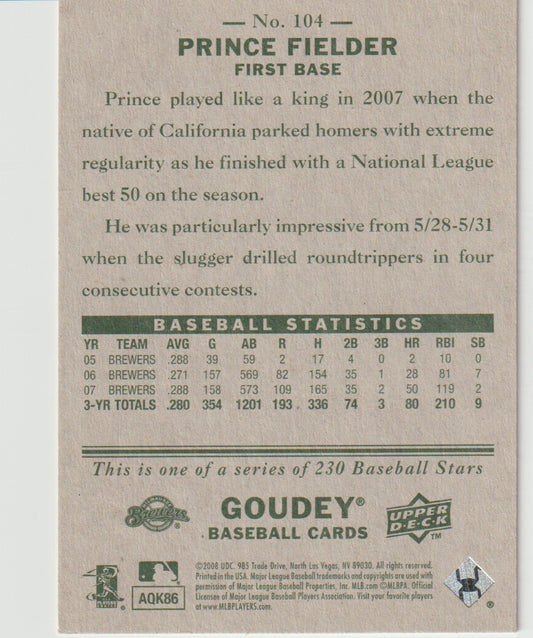 No. 104
PRINCE FIELDER
FIRST BASE
Prince played like a king in 2007 when the
native of California parked homers with extreme
regularity as he finished with a National League
best 50 on the season.
He was particularly impressive from 5/28-5/31
when the slugger drilled roundtrippers in four
consecutive contests.
BASEBALL STATISTICS
YR TEAM AVG G AB R H 2B 3B HR RBI SB
05 BREWERS .288 39 59 2 17 4 0 2 10 0
06 BREWERS .271 157 569 82 154 35 1 28 81 7
07 BREWERS .288 158 573 109 165 35 2 50 119 2
3-YR TOTALS .280 354 1201 193 336 74 3 80 210 9
This is one of a series of 230 Baseball Stars
Brewers
GOUDEY®
BASEBALL CARDS
UPPER
D·E·C·K
™
©2008 UDC. 985 Trade Drive, North Las Vegas, NV 89030. All rights reserved.
Printed in the USA. Major League Baseball trademarks and copyrights are used with
permission of Major League Baseball Properties, Inc. MLB.com ©MLBPA. Official
Licensee of Major League Baseball Players Association. Visit your favorite players
at www.MLBPLAYERS.com
AQK86
®